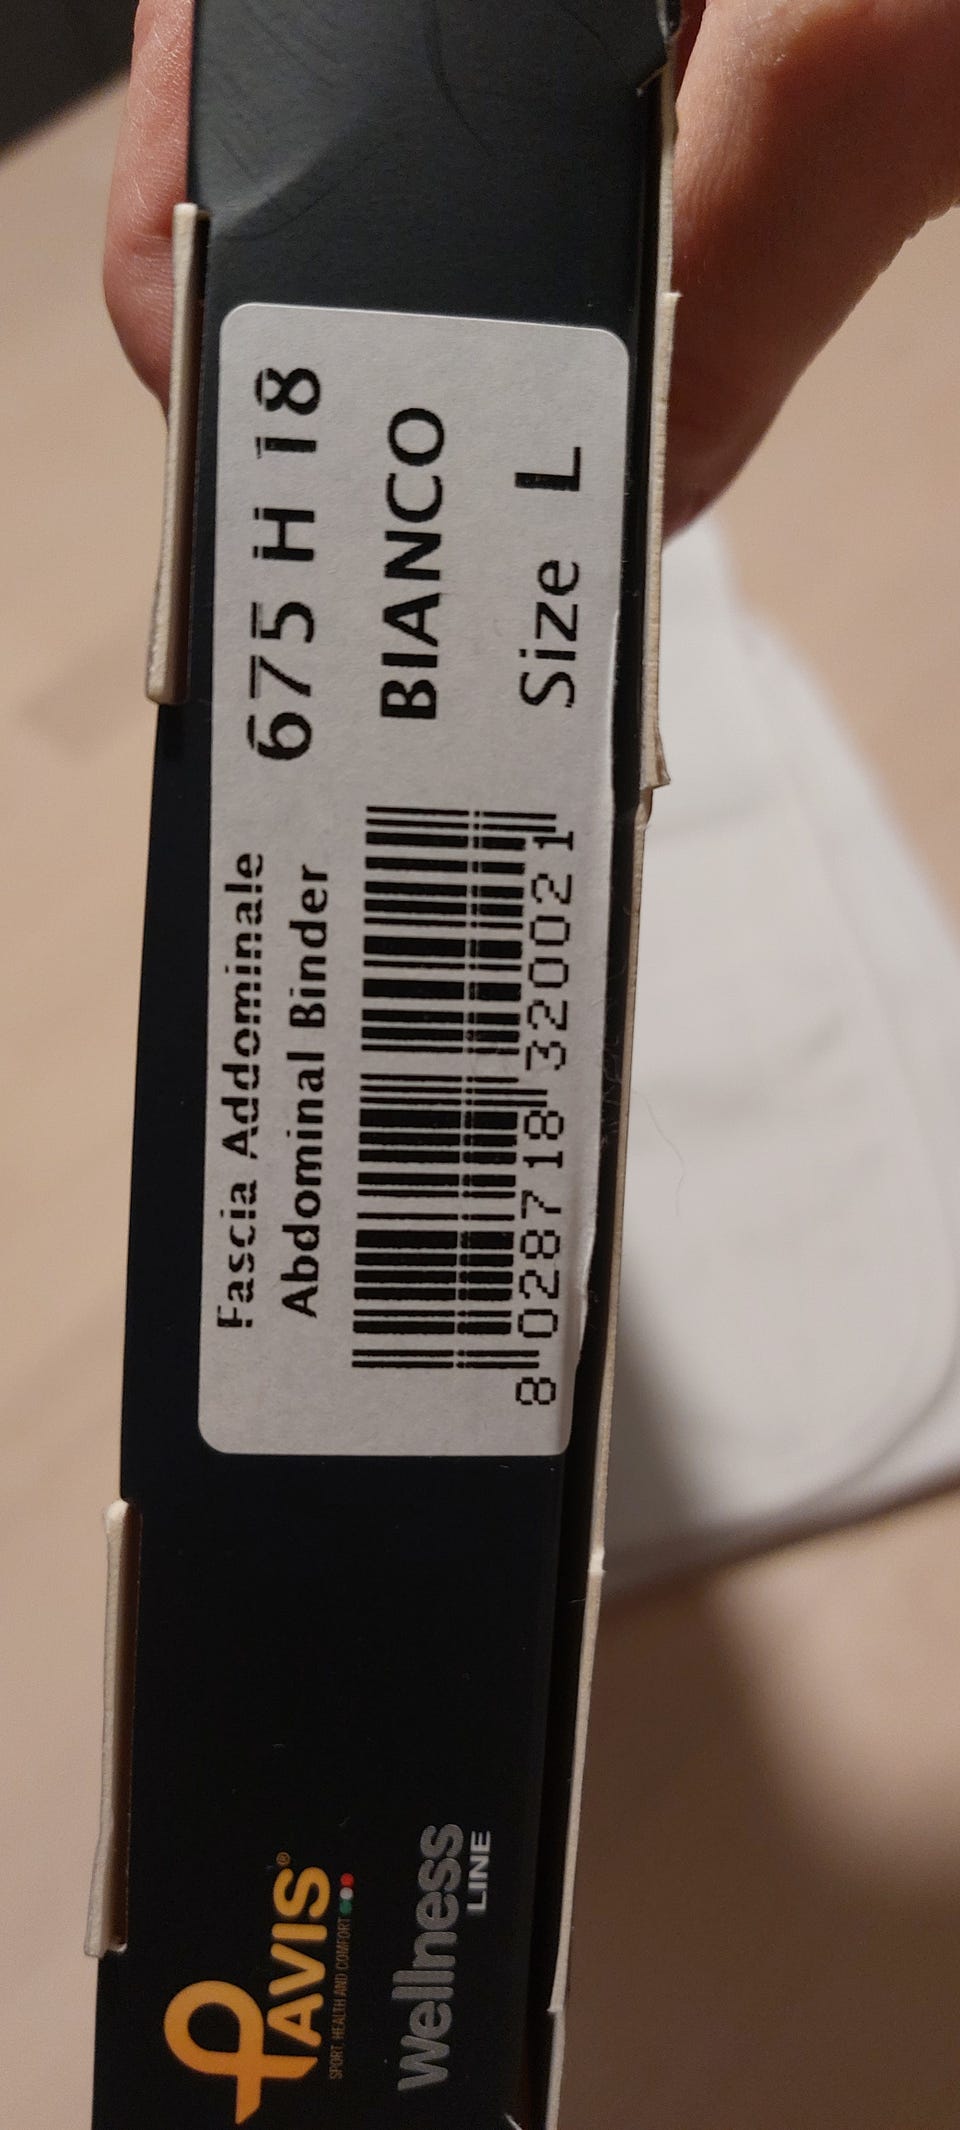 Fascia Addominale 675 H 18
Abdominal Binder
BIANCO
Size L
8 028718 320021
PAVIS®
SPORT, HEALTH AND COMFORT
Wellness
LINE